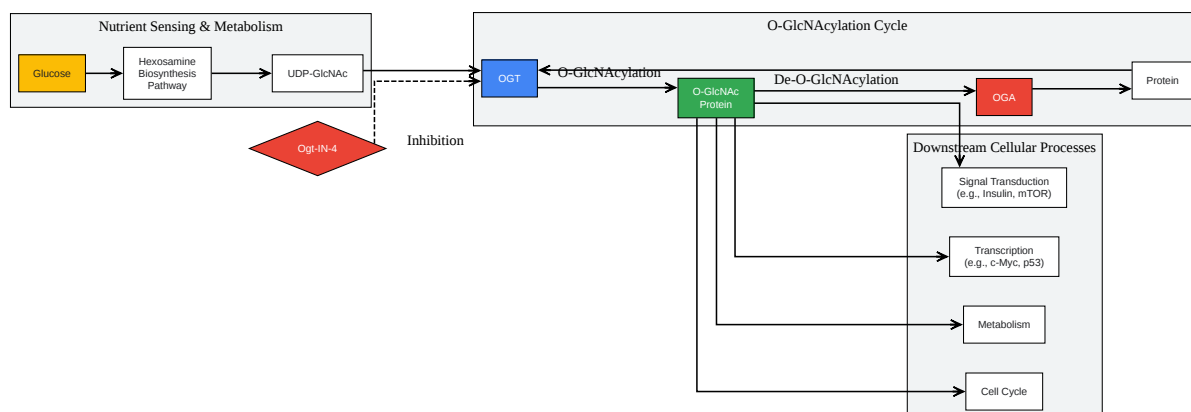 Nutrient Sensing & Metabolism
Glucose
Hexosamine
Biosynthesis
Pathway
UDP-GlcNAc
Ogt-IN-4
Inhibition
O-GlcNAcylation Cycle
OGT
O-GlcNAcylation
O-GlcNAc
Protein
De-O-GlcNAcylation
OGA
Protein
Downstream Cellular Processes
Signal Transduction
(e.g., Insulin, mTOR)
Transcription
(e.g., c-Myc, p53)
Metabolism
Cell Cycle